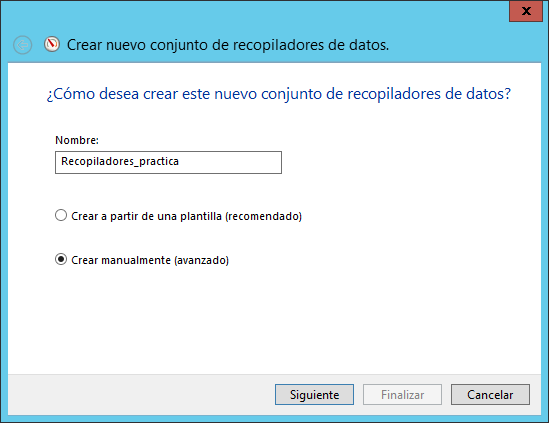 x
Crear nuevo conjunto de recopiladores de datos.
¿Cómo desea crear este nuevo conjunto de recopiladores de datos?
Nombre:
Recopiladores_practica
Crear a partir de una plantilla (recomendado)
Crear manualmente (avanzado)
Siguiente
Finalizar
Cancelar